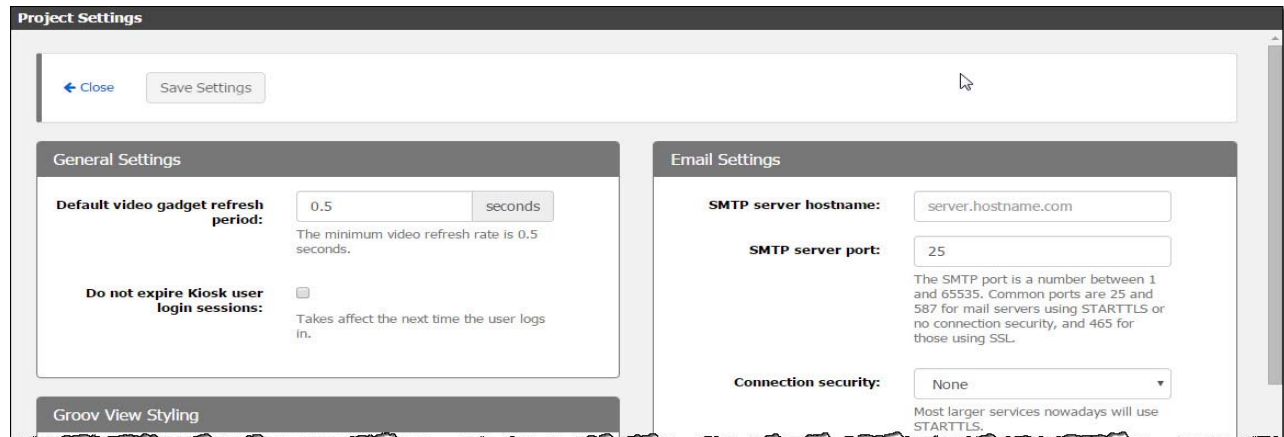 Project Settings
← Close
Save Settings
General Settings
Default video gadget refresh
period:
0.5
seconds
The minimum video refresh rate is 0.5
seconds.
Do not expire Kiosk user
login sessions:
Takes affect the next time the user logs
in.
Groov View Styling
Email Settings
SMTP server hostname:
server.hostname.com
SMTP server port:
25
The SMTP port is a number between 1
and 65535. Common ports are 25 and
587 for mail servers using STARTTLS or
no connection security, and 465 for
those using SSL.
Connection security:
None
Most larger services nowadays will use
STARTTLS.